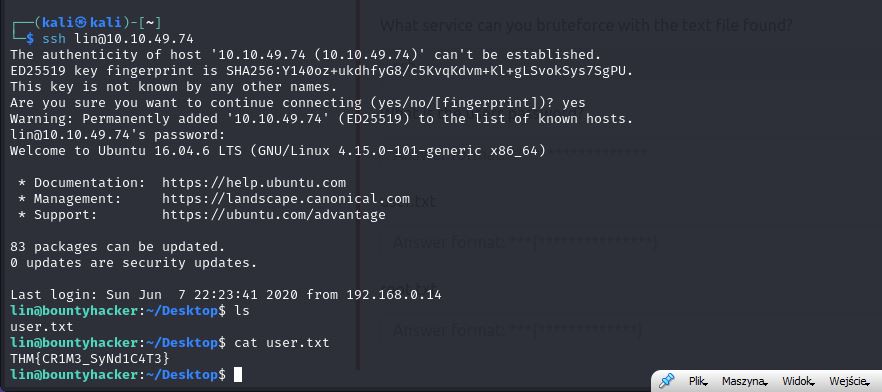 (kali㉿kali)-[~]
$ ssh lin@10.10.49.74
The authenticity of host '10.10.49.74 (10.10.49.74)' can't be established.
ED25519 key fingerprint is SHA256:Y140oz+ukdhfyG8/c5KvqKdvm+Kl+gLSvokSys7SgPU.
This key is not known by any other names.
Are you sure you want to continue connecting (yes/no/[fingerprint])? yes
Warning: Permanently added '10.10.49.74' (ED25519) to the list of known hosts.
lin@10.10.49.74's password:
Welcome to Ubuntu 16.04.6 LTS (GNU/Linux 4.15.0-101-generic x86_64)
* Documentation: https://help.ubuntu.com
* Management: https://landscape.canonical.com
* Support: https://ubuntu.com/advantage
83 packages can be updated.
0 updates are security updates.
Last login: Sun Jun 7 22:23:41 2020 from 192.168.0.14
lin@bountyhacker:~/Desktop$ ls
user.txt
lin@bountyhacker:~/Desktop$ cat user.txt
THM{CR1M3_SyNd1C4T3}
lin@bountyhacker:~/Desktop$
What service can you bruteforce with the text file found?
Answer format: ***{**************}
Answer format: ***{************}
Plik Maszyna Widok Wejście